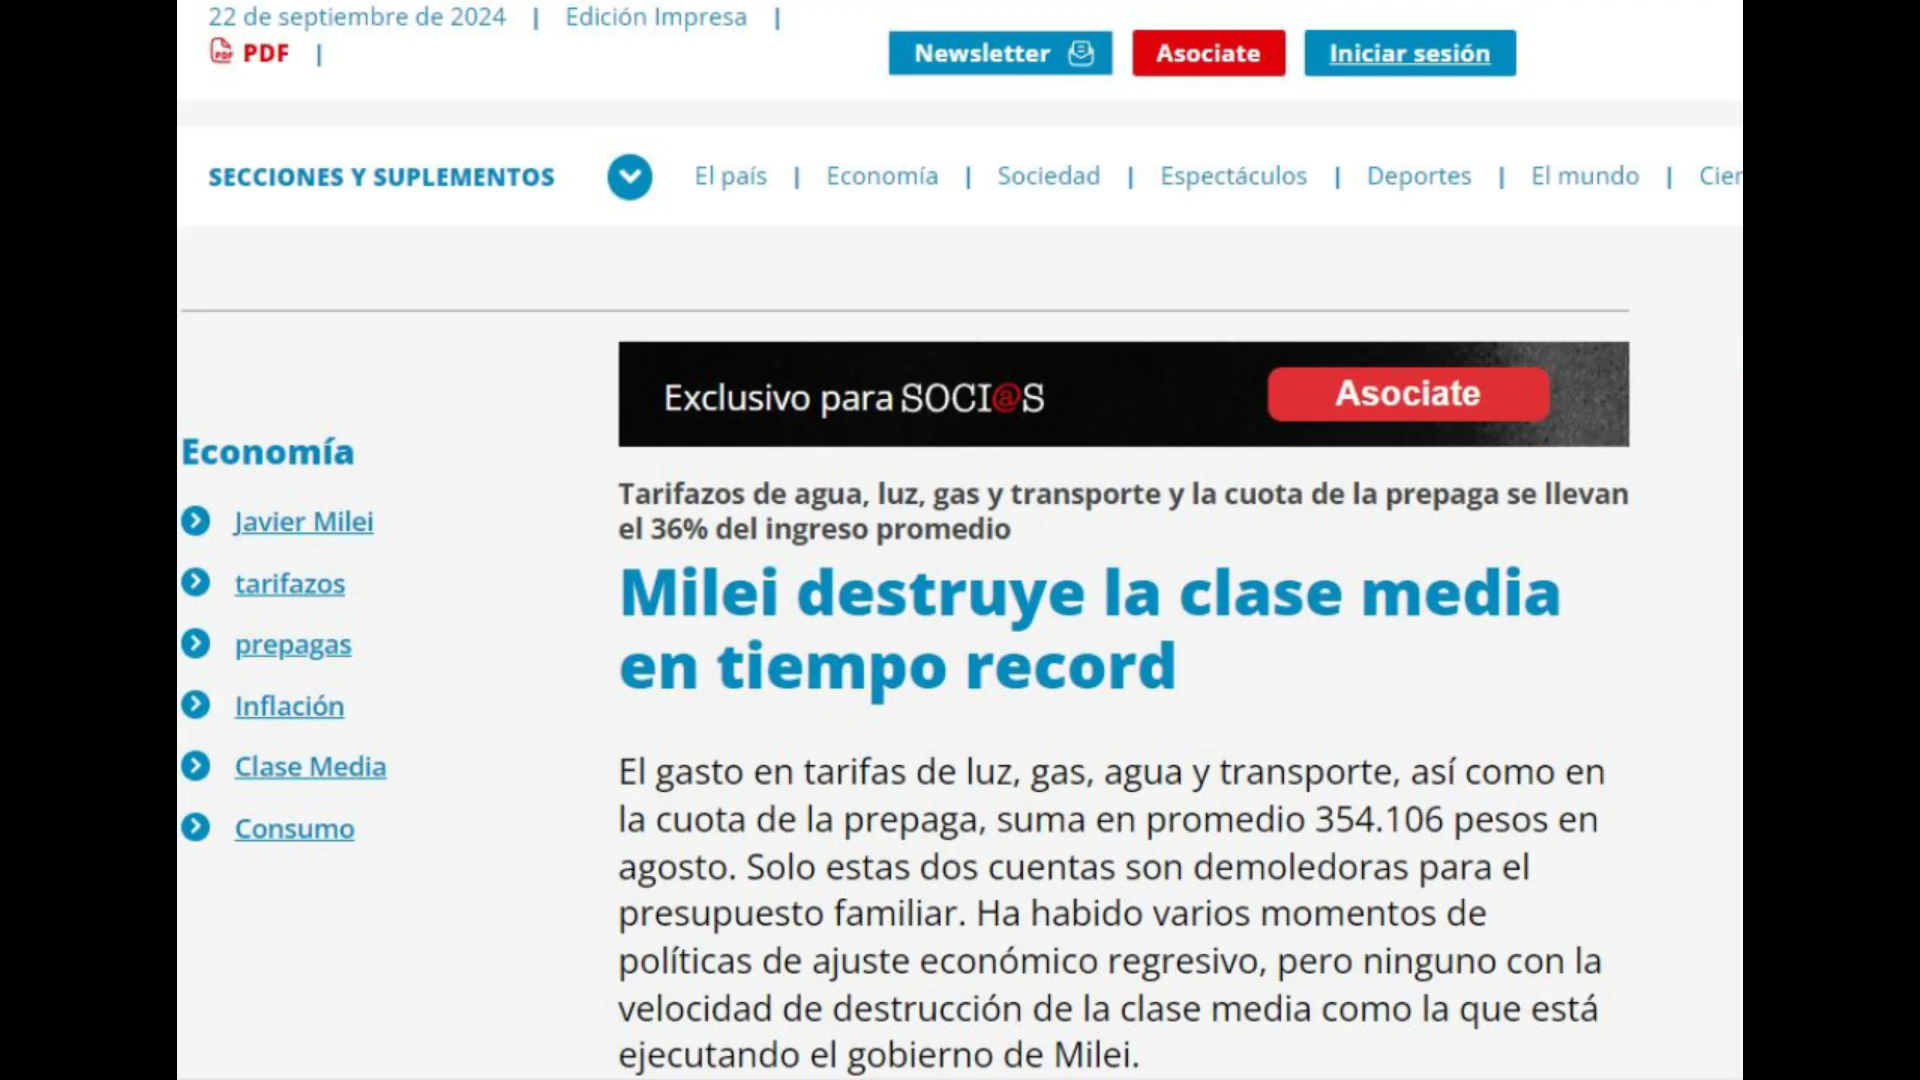 22 de septiembre de 2024 | Edición Impresa |
PDF |
Newsletter Asociate Iniciar sesión
SECCIONES Y SUPLEMENTOS El país | Economía | Sociedad | Espectáculos | Deportes | El mundo | Cier
Exclusivo para SOCI@S Asociate
Economía
Javier Milei
tarifazos
prepagas
Inflación
Clase Media
Consumo
Tarifazos de agua, luz, gas y transporte y la cuota de la prepaga se llevan
el 36% del ingreso promedio
Milei destruye la clase media
en tiempo record
El gasto en tarifas de luz, gas, agua y transporte, así como en
la cuota de la prepaga, suma en promedio 354.106 pesos en
agosto. Solo estas dos cuentas son demoledoras para el
presupuesto familiar. Ha habido varios momentos de
políticas de ajuste económico regresivo, pero ninguno con la
velocidad de destrucción de la clase media como la que está
ejecutando el gobierno de Milei.